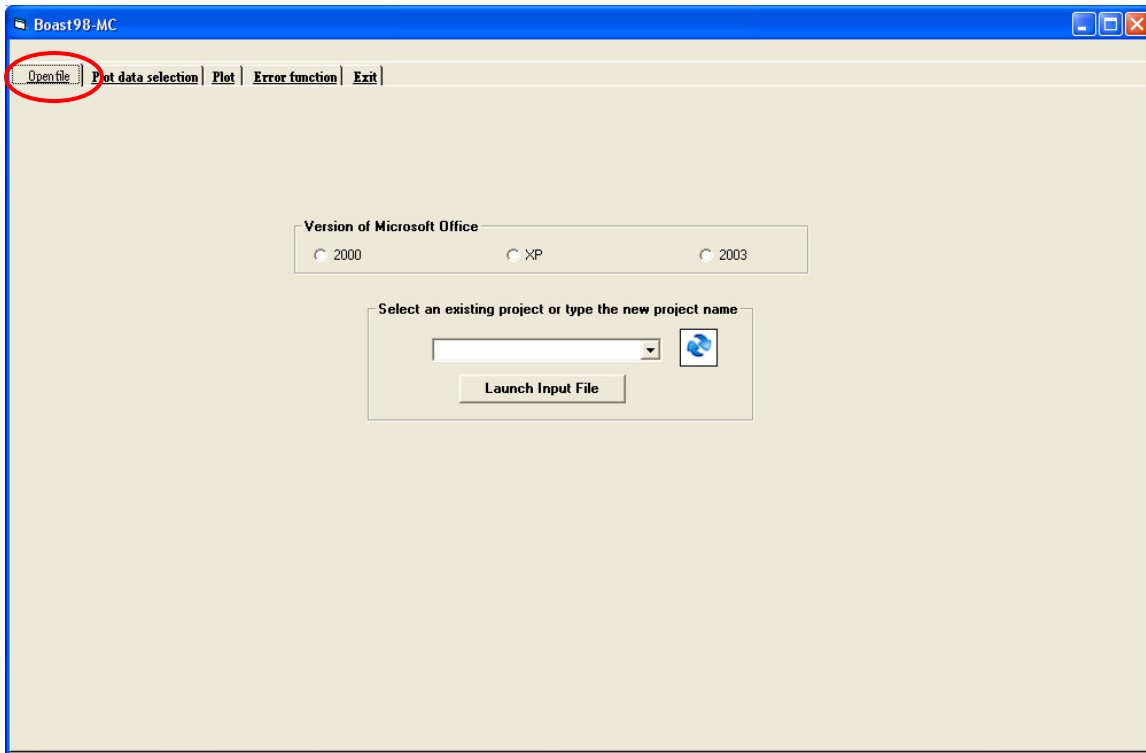 Boast98-MC
Open file Plot data selection Plot Error function Exit
Version of Microsoft Office
2000 XP 2003
Select an existing project or type the new project name
Launch Input File